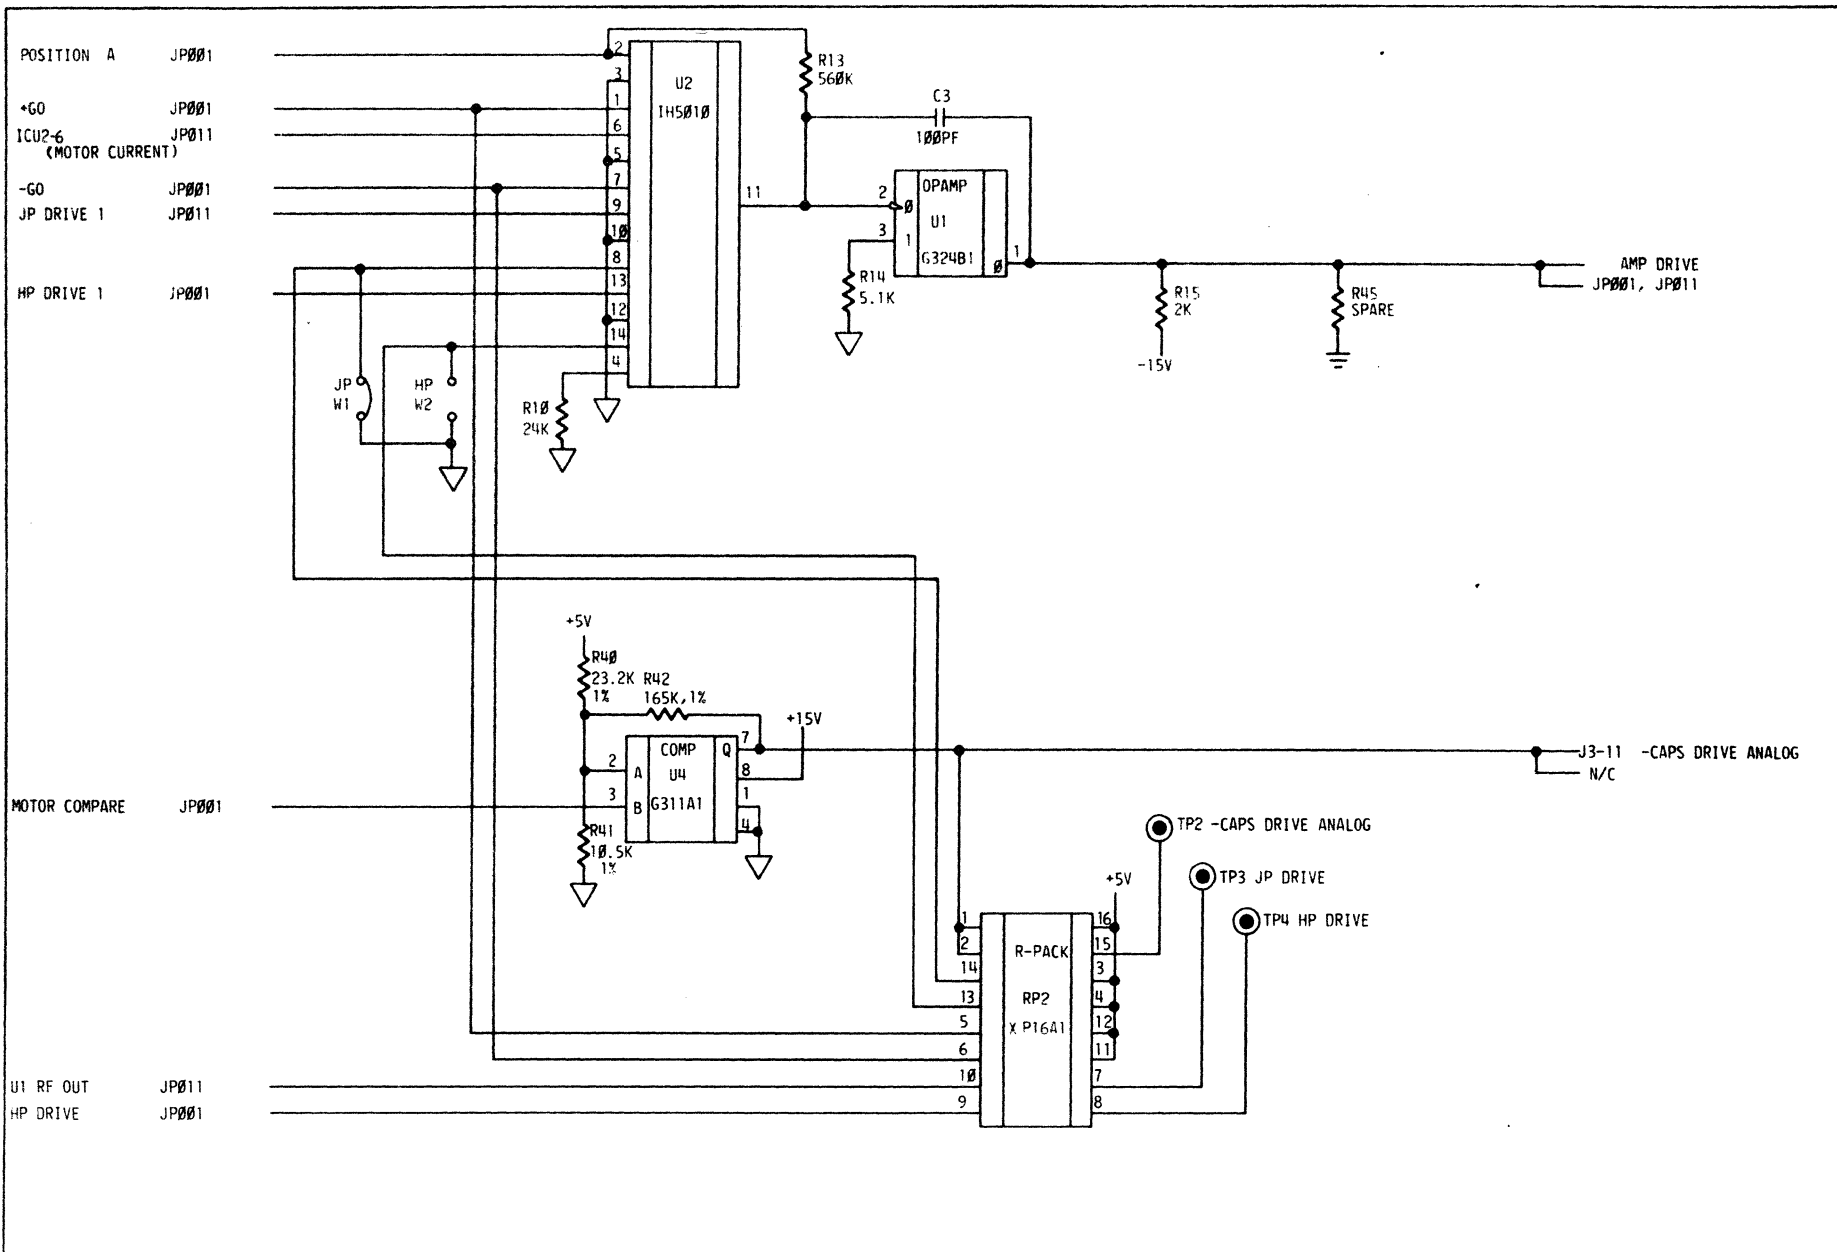 POSITION A JPØØ1
+GO JPØØ1
ICU2-6 JPØ11
(MOTOR CURRENT)
-GO JPØØ1
JP DRIVE 1 JPØ11
HP DRIVE 1 JPØØ1
2
3
1
6
5
7
9
1Ø
8
13
12
14
4
U2
IH5Ø1Ø
11
R13
56ØK
C3
1ØØPF
2
3
OPAMP
Ø
U1
1
G324B1
Ø
1
R14
5.1K
R15
2K
-15V
R45
SPARE
AMP DRIVE
JPØØ1, JPØ11
JP
W1
HP
W2
R1Ø
24K
+5V
R4Ø
23.2K
1%
R42
165K,1%
+15V
2
3
COMP Q
A U4
B G311A1
7
8
1
4
R41
1Ø.5K
1%
MOTOR COMPARE JPØØ1
J3-11 -CAPS DRIVE ANALOG
N/C
TP2 -CAPS DRIVE ANALOG
TP3 JP DRIVE
TP4 HP DRIVE
+5V
1
2
14
13
5
6
1Ø
9
R-PACK
RP2
X P16A1
16
15
3
4
12
11
7
8
U1 RF OUT JPØ11
HP DRIVE JPØØ1